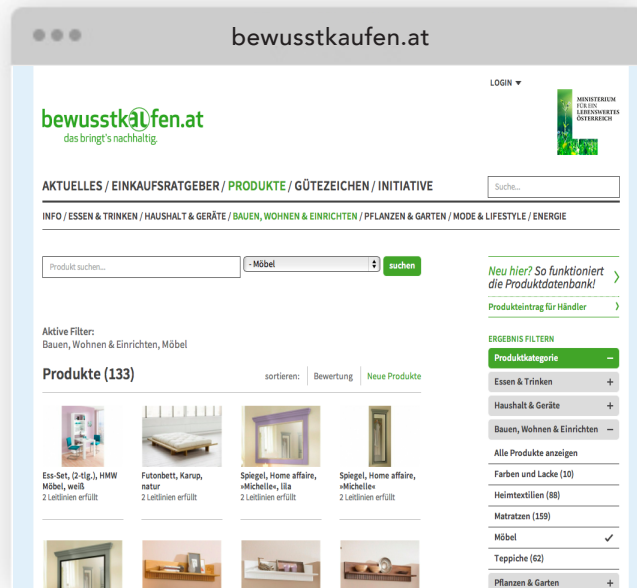 bewusstkaufen.at
LOGIN
bewusstkaufen.at
das bringt's nachhaltig.
MINISTERIUM
FÜR EIN
LEBENSWERTES
ÖSTERREICH
AKTUELLES / EINKAUFSRATGEBER / PRODUKTE / GÜTEZEICHEN / INITIATIVE
Suche...
INFO / ESSEN & TRINKEN / HAUSHALT & GERÄTE / BAUEN, WOHNEN & EINRICHTEN / PFLANZEN & GARTEN / MODE & LIFESTYLE / ENERGIE
Produkt suchen...
- Möbel
suchen
Neu hier? So funktioniert
die Produktdatenbank!
Produkteintrag für Händler
Aktive Filter:
Bauen, Wohnen & Einrichten, Möbel
Produkte (133)
sortieren: Bewertung Neue Produkte
Ess-Set, (2-tlg.), HMW
Möbel, weiß
2 Leitlinien erfüllt
Futonbett, Karup,
natur
2 Leitlinien erfüllt
Spiegel, Home affaire,
»Michelle«, lila
2 Leitlinien erfüllt
Spiegel, Home affaire,
»Michelle«
2 Leitlinien erfüllt
ERGEBNIS FILTERN
Produktkategorie –
Essen & Trinken +
Haushalt & Geräte +
Bauen, Wohnen & Einrichten –
Alle Produkte anzeigen
Farben und Lacke (10)
Heimtextilien (88)
Matratzen (159)
Möbel ✓
Teppiche (62)
Pflanzen & Garten +